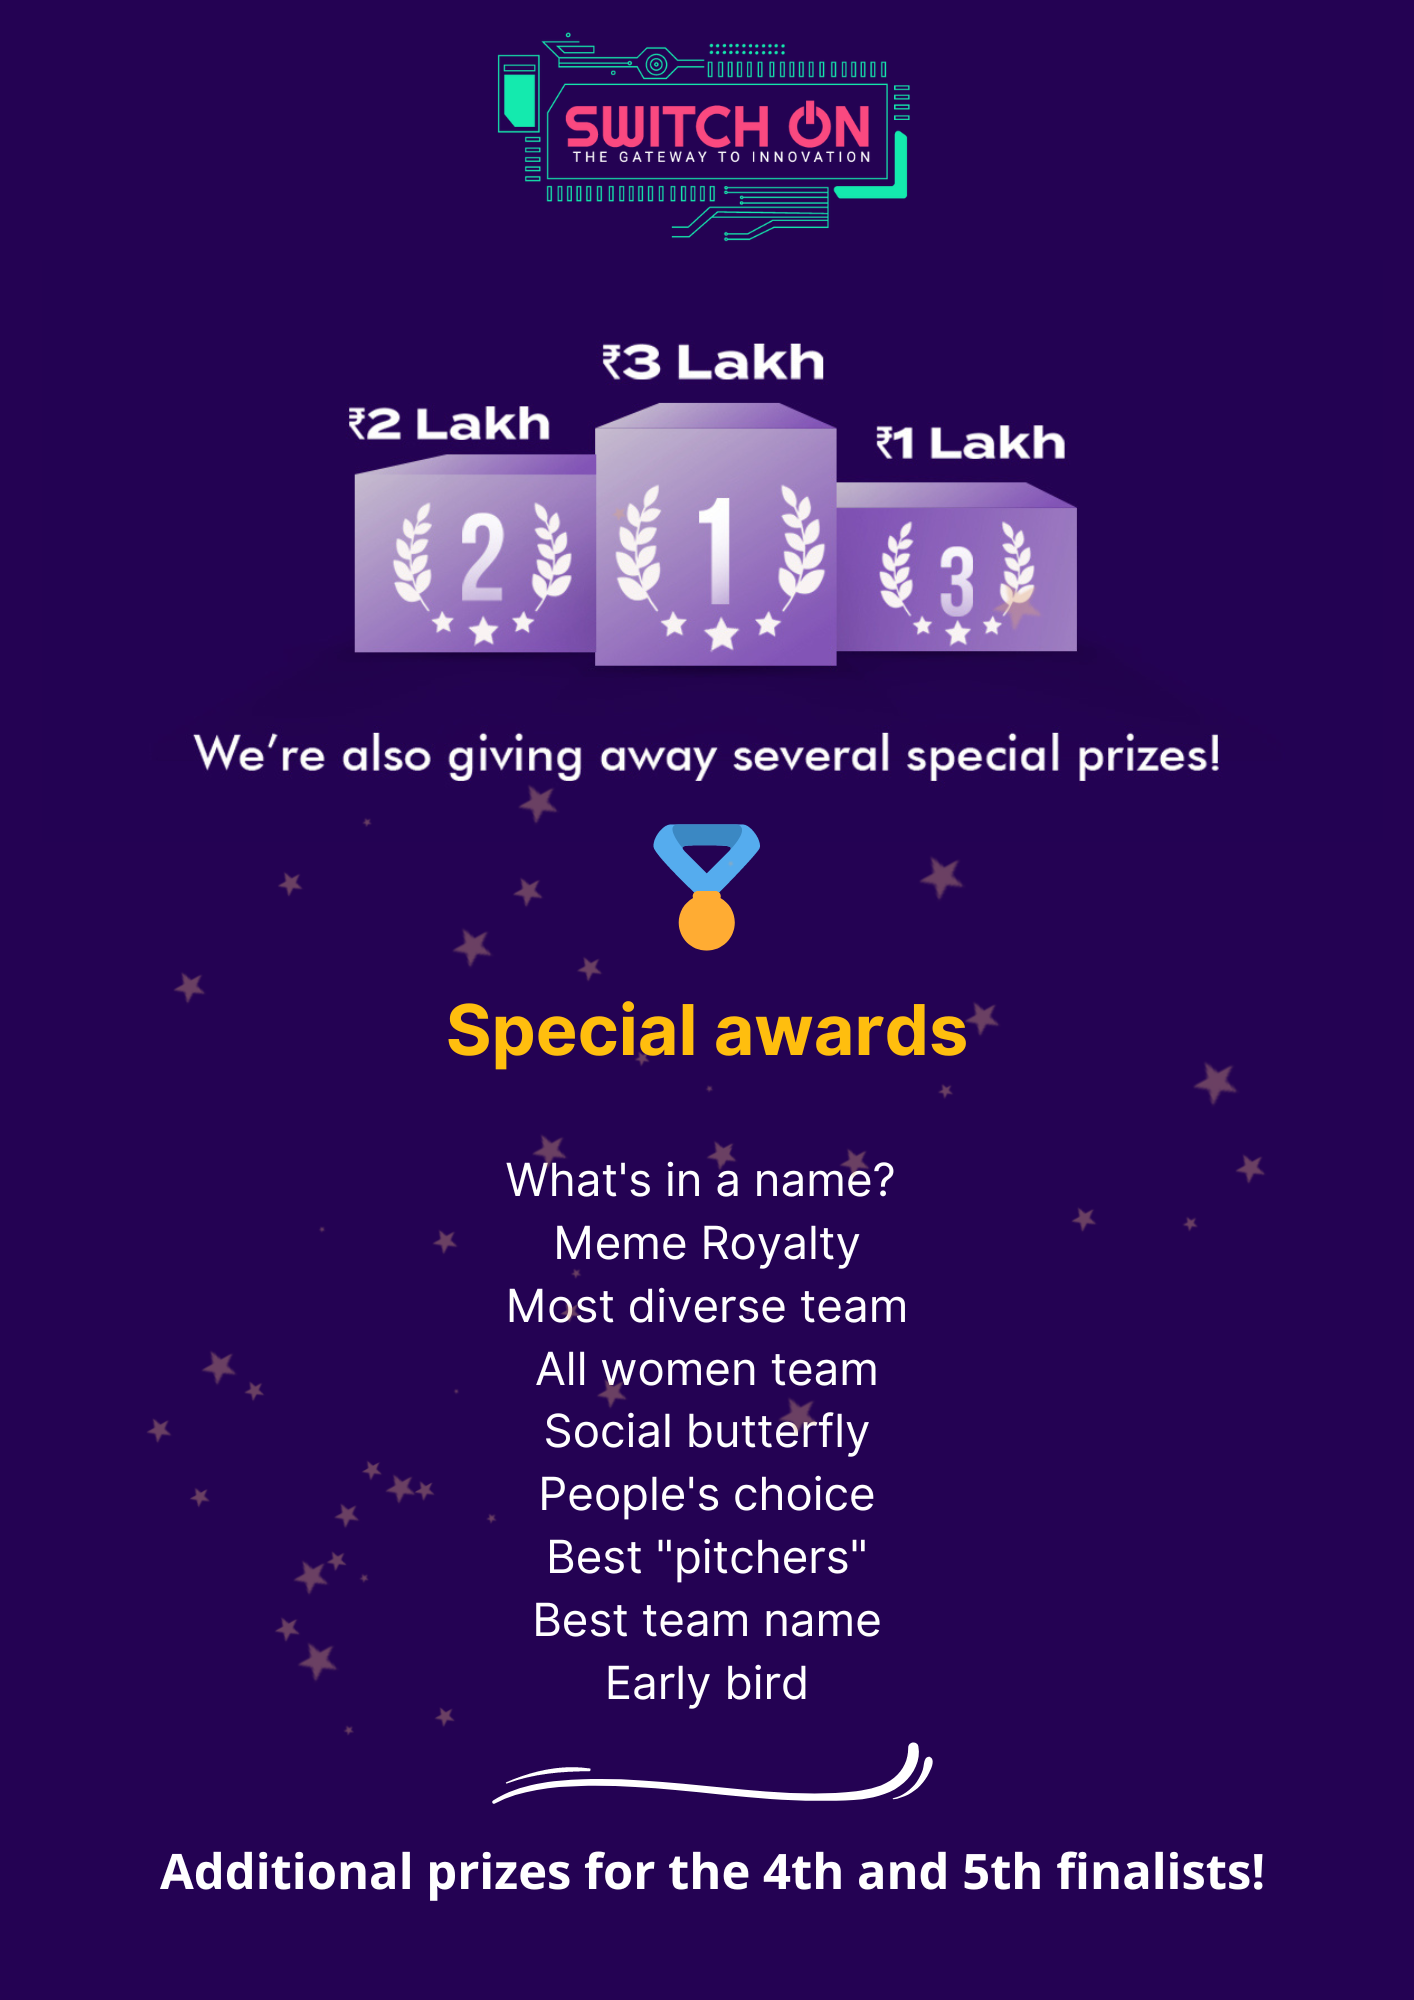 SWITCH ON
THE GATEWAY TO INNOVATION
₹3 Lakh
₹2 Lakh
₹1 Lakh
2
1
3
We’re also giving away several special prizes!
Special awards
What's in a name?
Meme Royalty
Most diverse team
All women team
Social butterfly
People's choice
Best "pitchers"
Best team name
Early bird
Additional prizes for the 4th and 5th finalists!